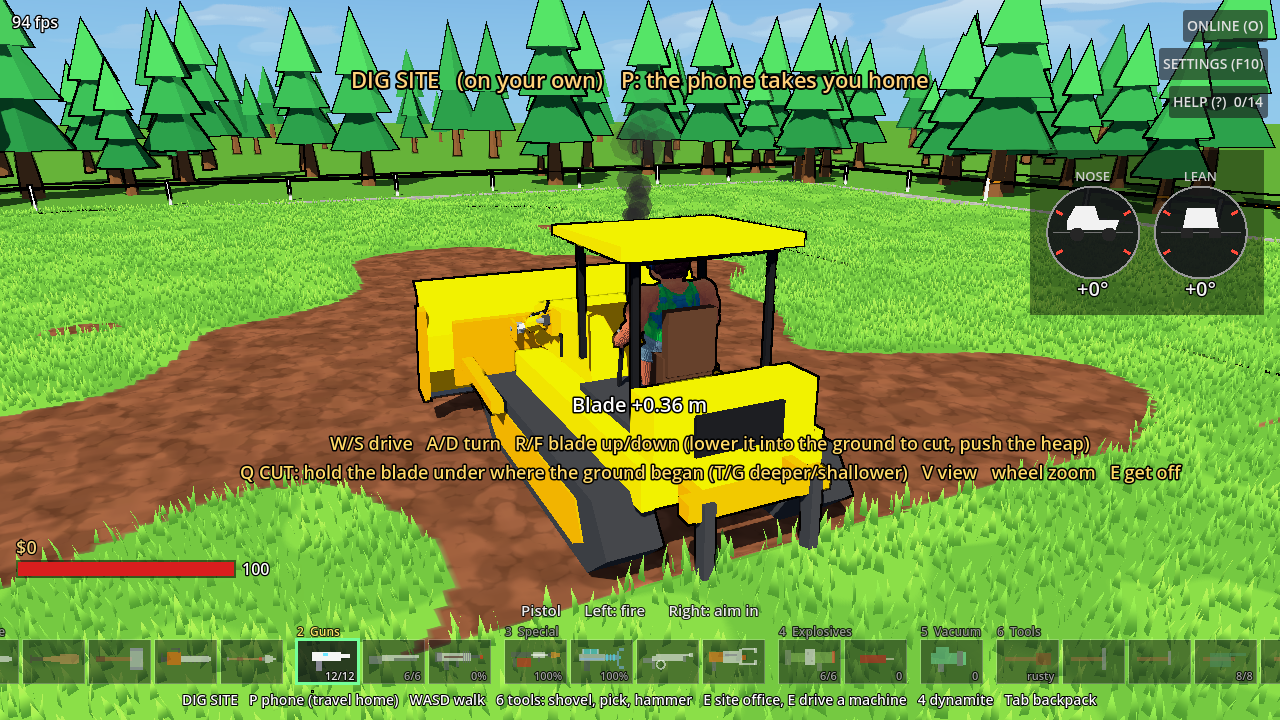 94 fps
ONLINE (O)
SETTINGS (F10)
HELP (?) 0/14
DIG SITE (on your own) P: the phone takes you home
NOSE LEAN
+0° +0°
Blade +0.36 m
W/S drive A/D turn R/F blade up/down (lower it into the ground to cut, push the heap)
Q CUT: hold the blade under where the ground began (T/G deeper/shallower) V view wheel zoom E get off
$0
100
Pistol Left: fire Right: aim in
e 2 Guns 3 Special 4 Explosives 5 Vacuum 6 Tools
12/12 6/6 0% 100% 100% 6/6 0 0 rusty 8/8
DIG SITE P phone (travel home) WASD walk 6 tools: shovel, pick, hammer E site office, E drive a machine 4 dynamite Tab backpack